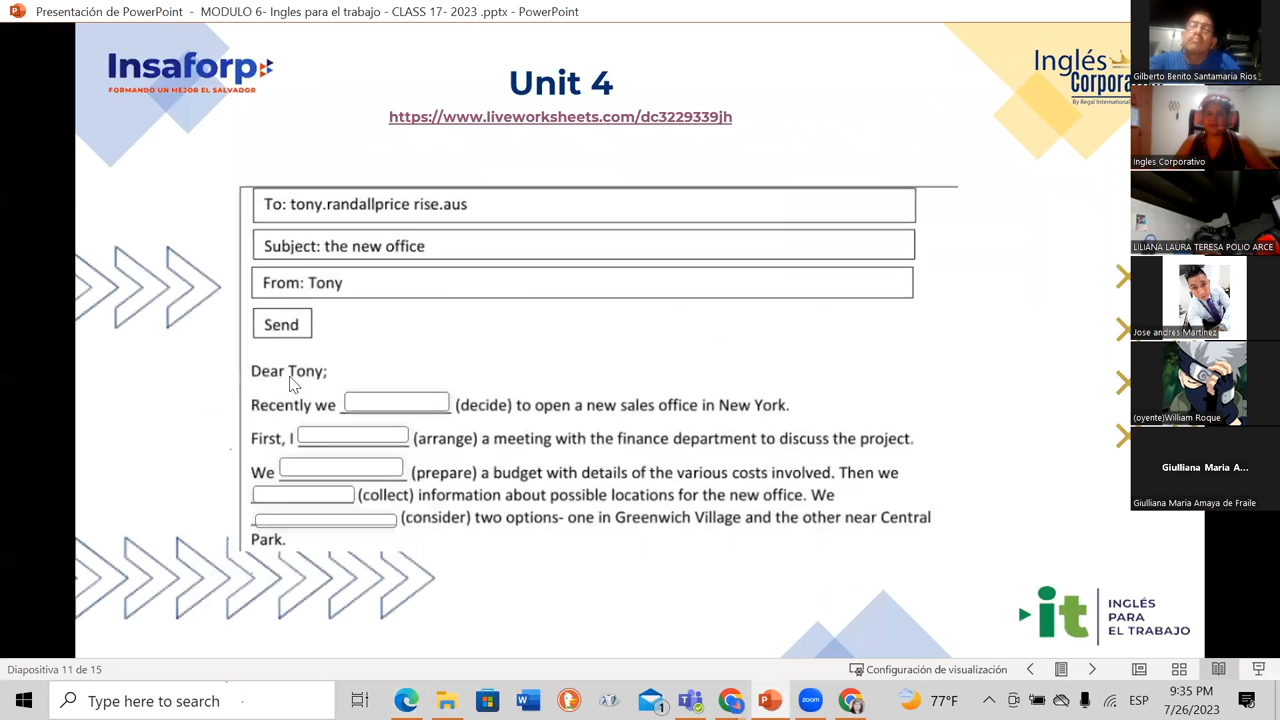 Presentación de PowerPoint - MODULO 6- Ingles para el trabajo - CLASS 17- 2023 .pptx - PowerPoint
Insaforp
FORMANDO UN MEJOR EL SALVADOR
Unit 4
https://www.liveworksheets.com/dc3229339jh
Inglés
Corpora
By Regal International
To: tony.randallprice rise.aus
Subject: the new office
From: Tony
Send
Dear Tony;
Recently we (decide) to open a new sales office in New York.
First, I (arrange) a meeting with the finance department to discuss the project.
We (prepare) a budget with details of the various costs involved. Then we
(collect) information about possible locations for the new office. We
(consider) two options- one in Greenwich Village and the other near Central
Park.
it INGLÉS
PARA
EL TRABAJO
Gilberto Benito Santamaria Rios
Ingles Corporativo
LILIANA LAURA TERESA POLIO ARCE
Jose andres Martinez
(oyente)William Roque
Giulliana Maria A...
Giulliana Maria Amaya de Fraile
Diapositiva 11 de 15
Configuración de visualización
Type here to search
1
zoom
77°F
ESP
9:35 PM
7/26/2023